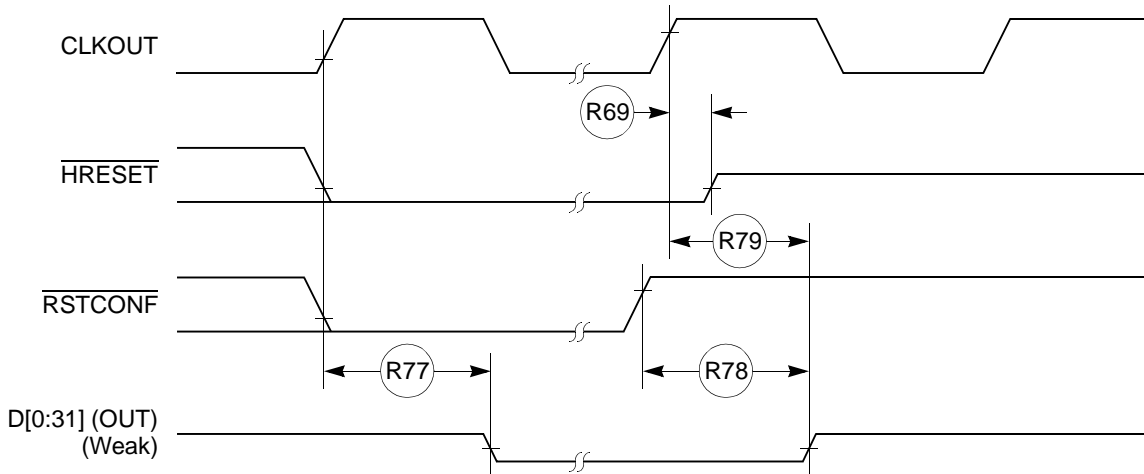 CLKOUT
R69
HRESET
R79
RSTCONF
R77
R78
D[0:31] (OUT)
(Weak)